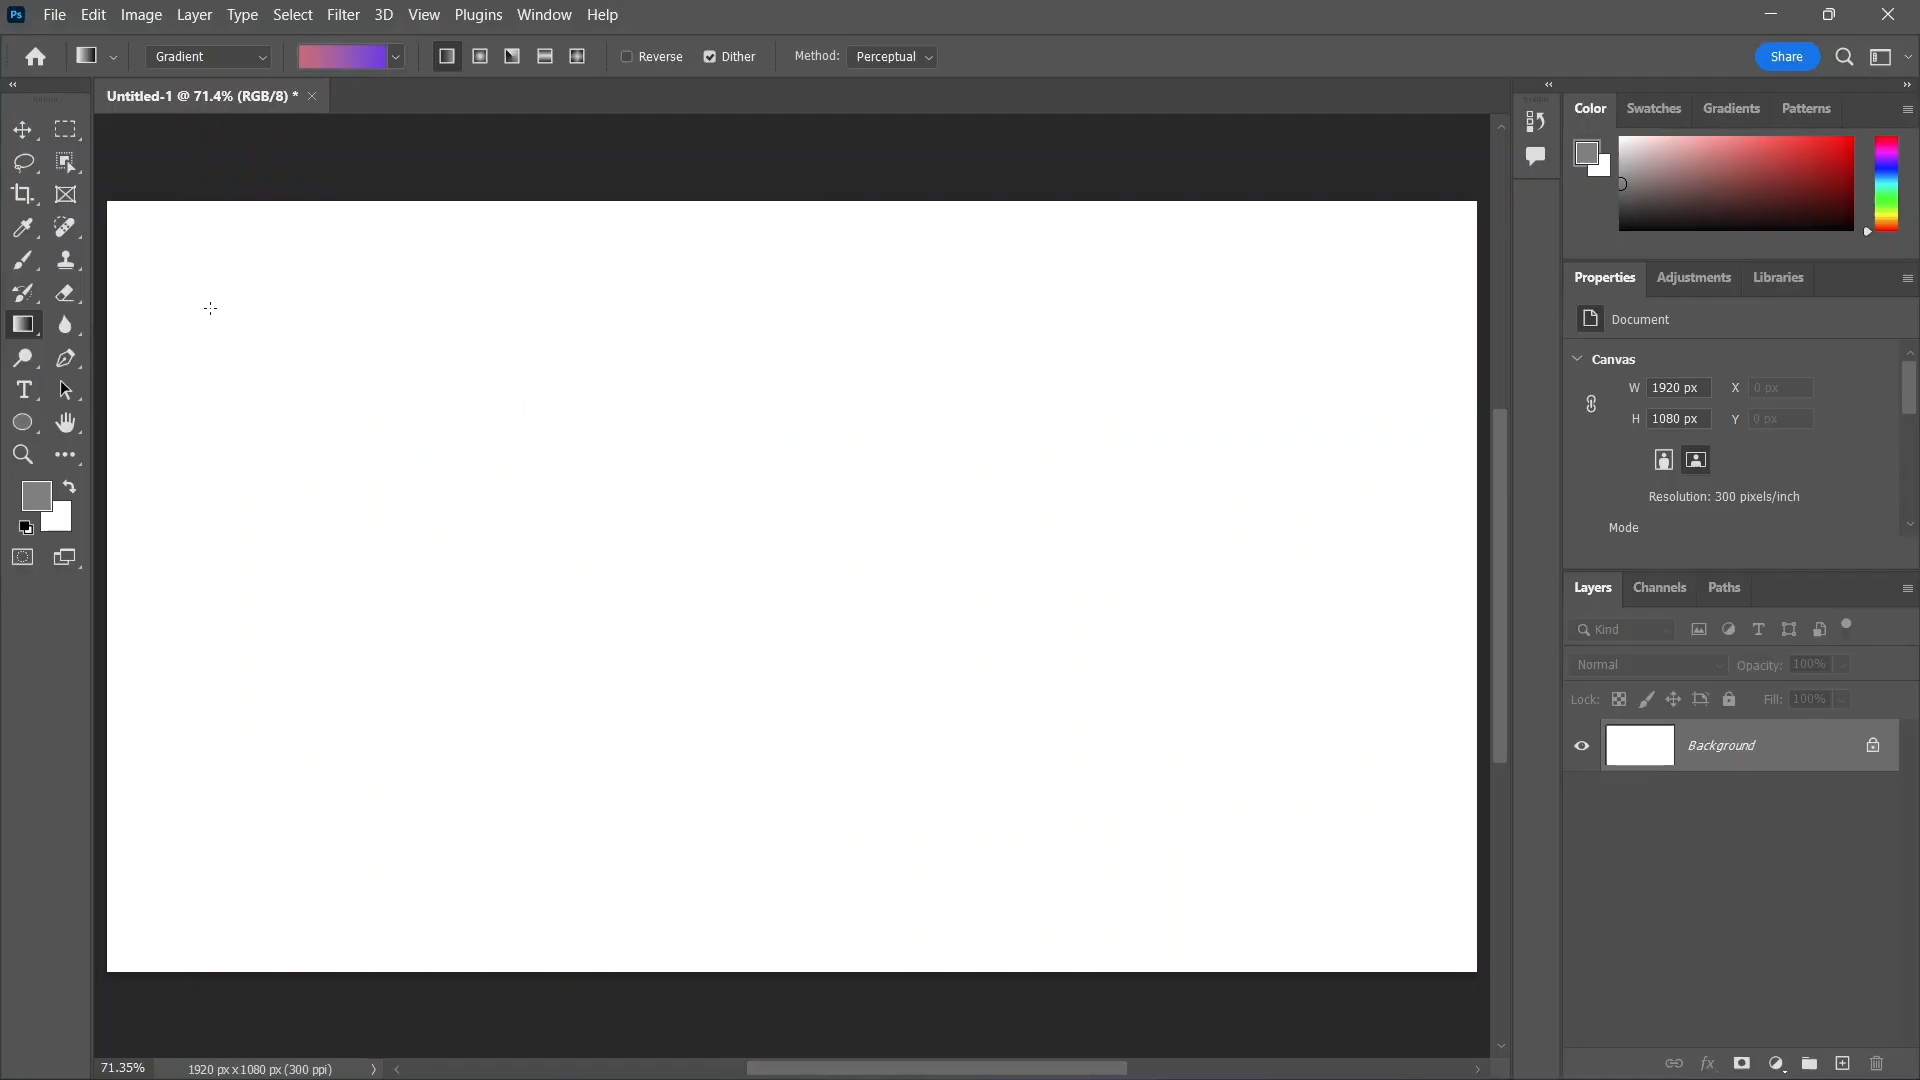 Ps File Edit Image Layer Type Select Filter 3D View Plugins Window Help
Gradient Reverse Dither Method: Perceptual Share
Untitled-1 @ 71.4% (RGB/8) *
Color Swatches Gradients Patterns
Properties Adjustments Libraries
Document
Canvas
W 1920 px X 0 px
H 1080 px Y 0 px
Resolution: 300 pixels/inch
Mode
Layers Channels Paths
Kind
Normal Opacity: 100%
Lock: Fill: 100%
Background
71.35% 1920 px x 1080 px (300 ppi)